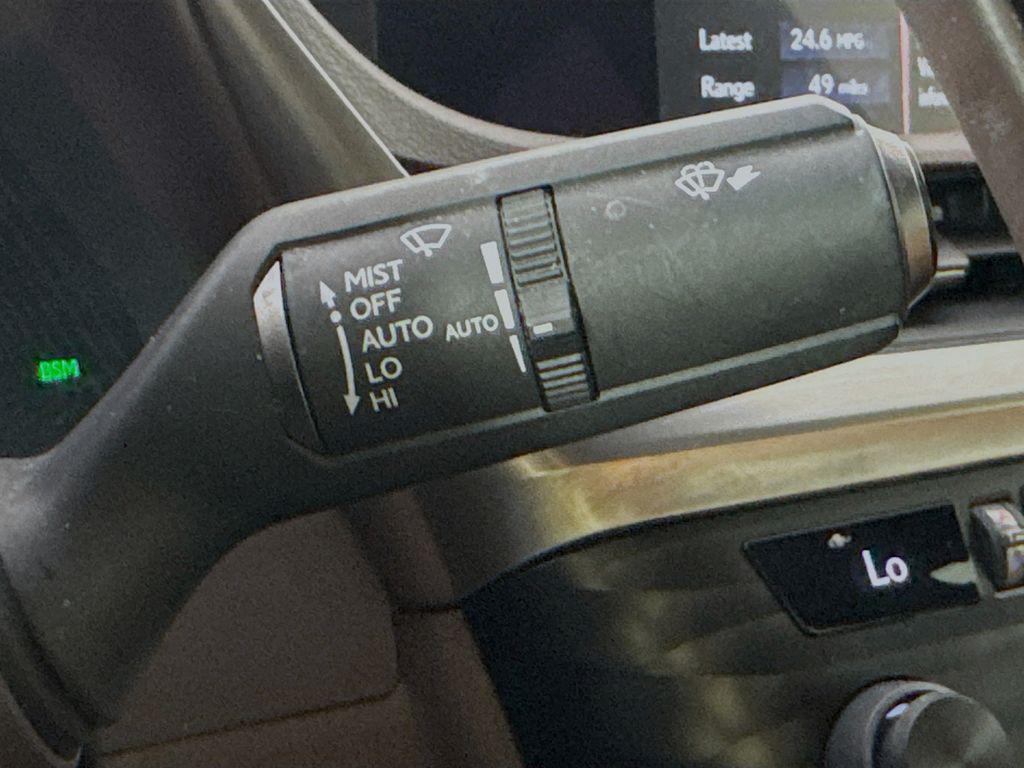 Latest 24.6 MPG
Range 49 miles
MIST
OFF
AUTO
LO
HI
AUTO
BSM
Lo